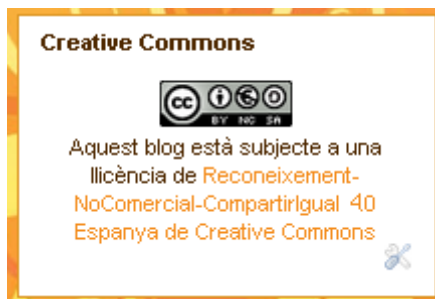 Creative Commons
cc
BY NC SA
Aquest blog està subjecte a una
llicència de Reconeixement-
NoComercial-CompartirIgual 4.0
Espanya de Creative Commons